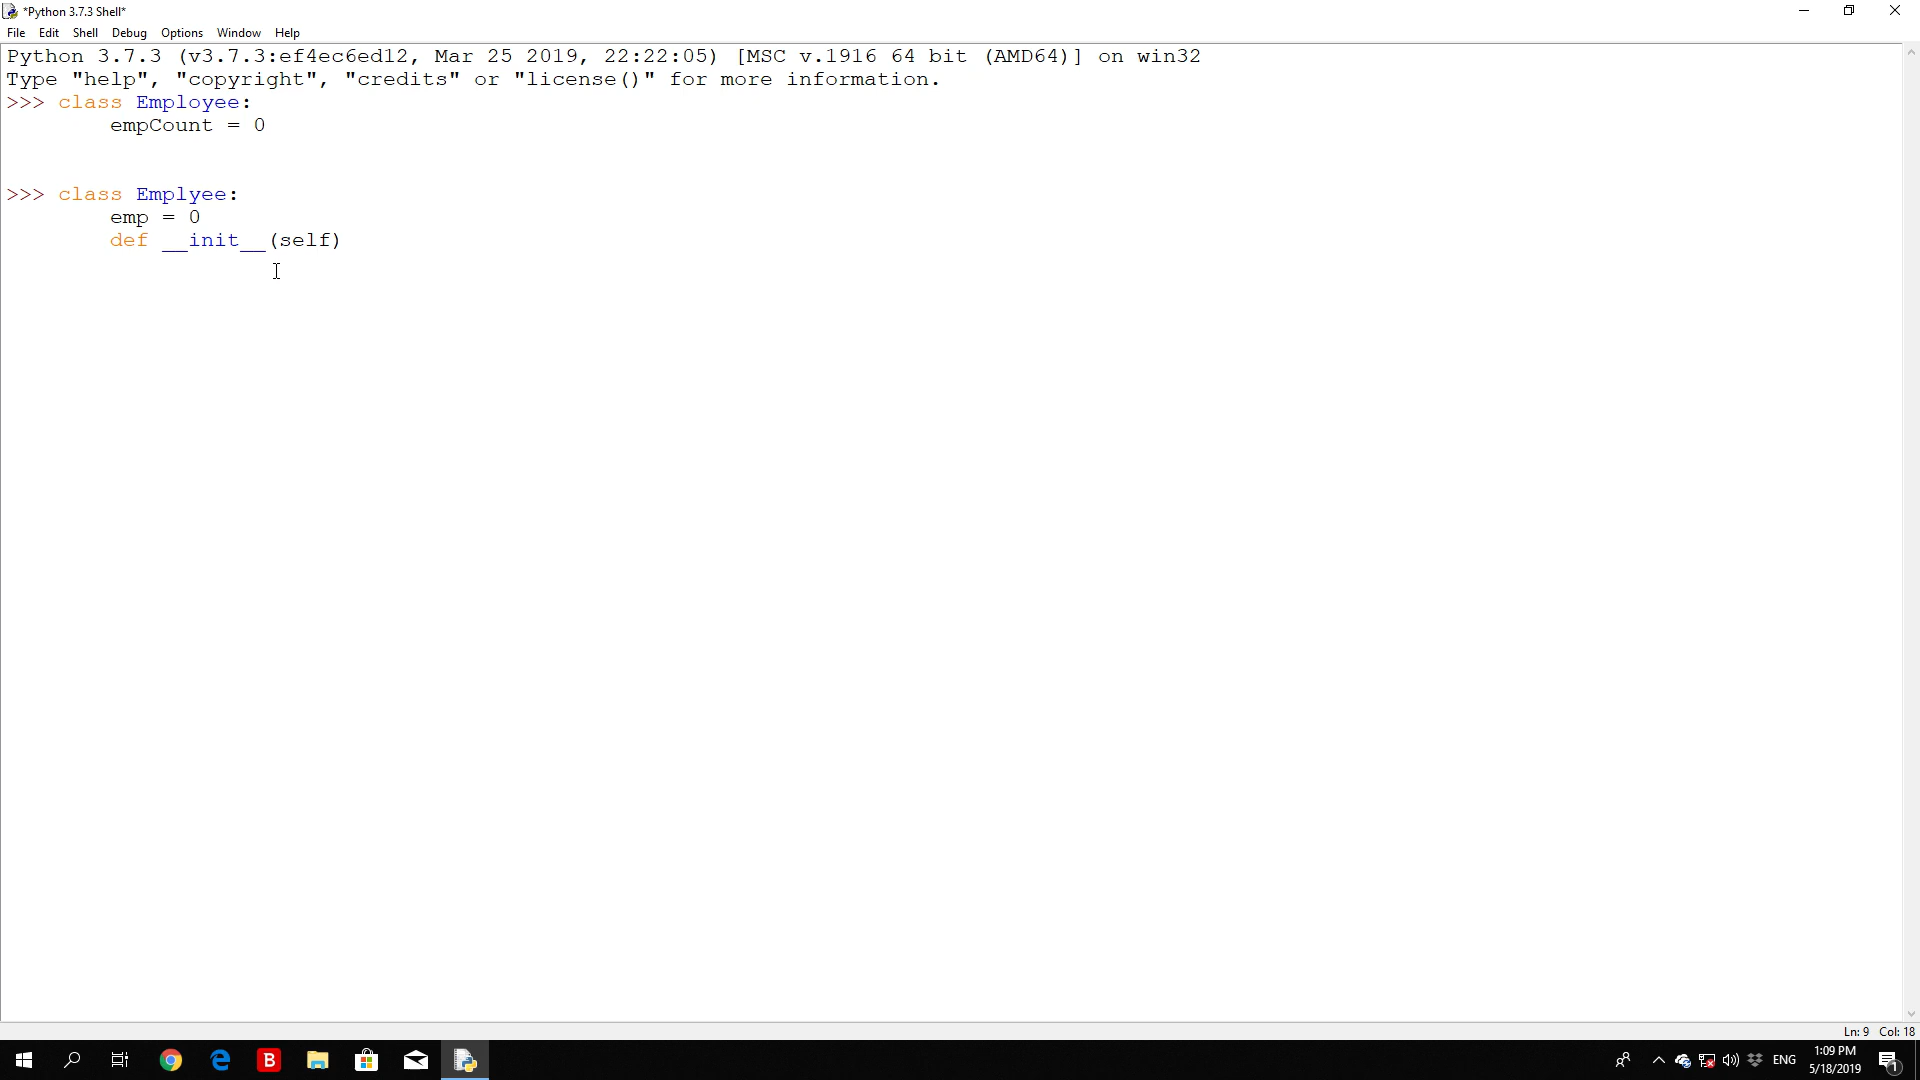 *Python 3.7.3 Shell*
File Edit Shell Debug Options Window Help
Python 3.7.3 (v3.7.3:ef4ec6ed12, Mar 25 2019, 22:22:05) [MSC v.1916 64 bit (AMD64)] on win32
Type "help", "copyright", "credits" or "license()" for more information.
>>> class Employee:
empCount = 0
>>> class Emplyee:
emp = 0
def __init__(self)
Ln: 9 Col: 18
B
ENG
1:09 PM
5/18/2019
1